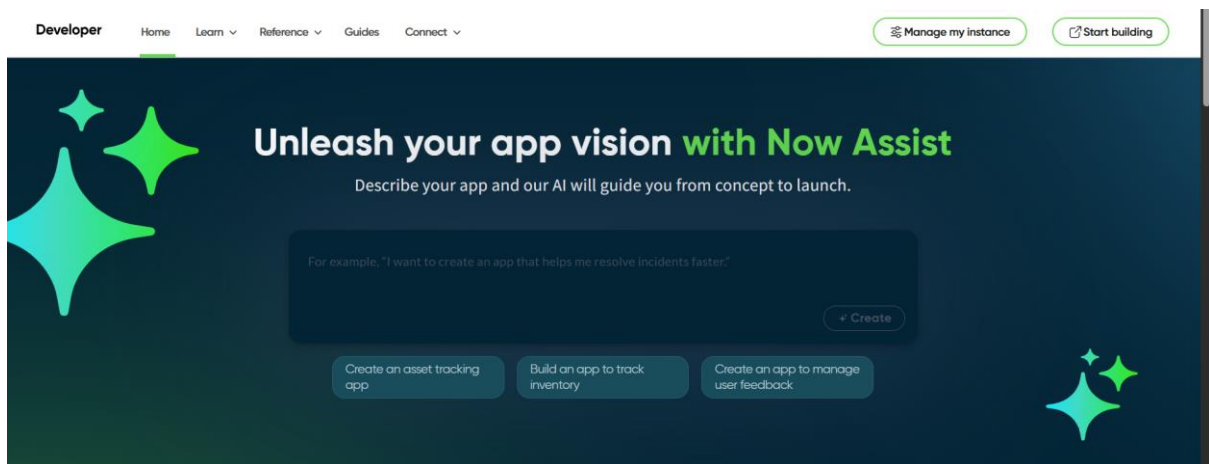 Developer
Home
Learn
Reference
Guides
Connect
Manage my instance
Start building
Unleash your app vision with Now Assist
Describe your app and our AI will guide you from concept to launch.
For example, "I want to create an app that helps me resolve incidents faster."
Create
Create an asset tracking
app
Build an app to track
inventory
Create an app to manage
user feedback